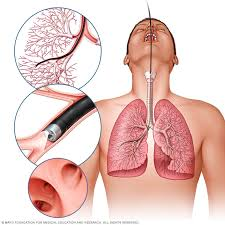 © MAYO FOUNDATION FOR MEDICAL EDUCATION AND RESEARCH. ALL RIGHTS RESERVED.